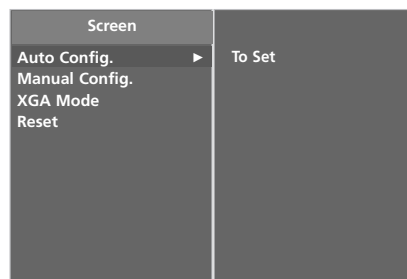 Screen
Auto Config. ► To Set
Manual Config.
XGA Mode
Reset